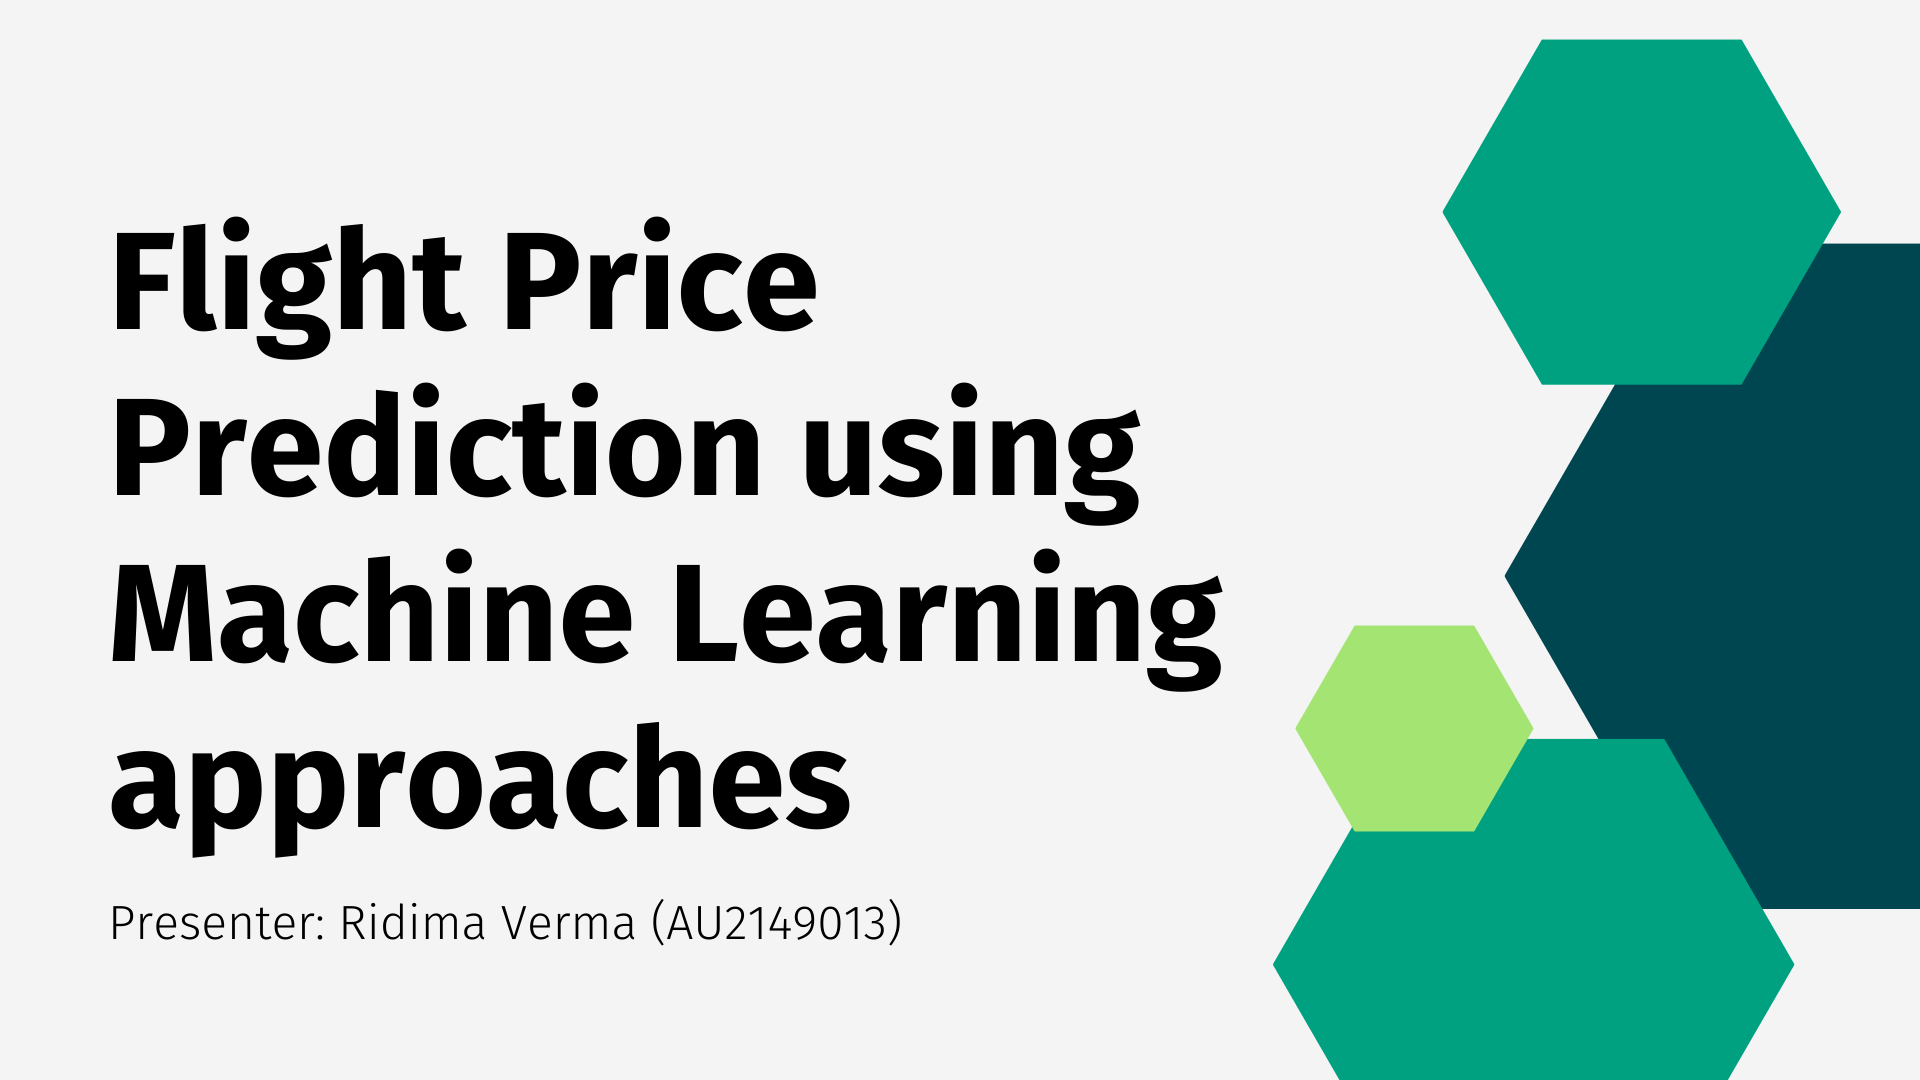 Flight Price
Prediction using
Machine Learning
approaches
Presenter: Ridima Verma (AU2149013)